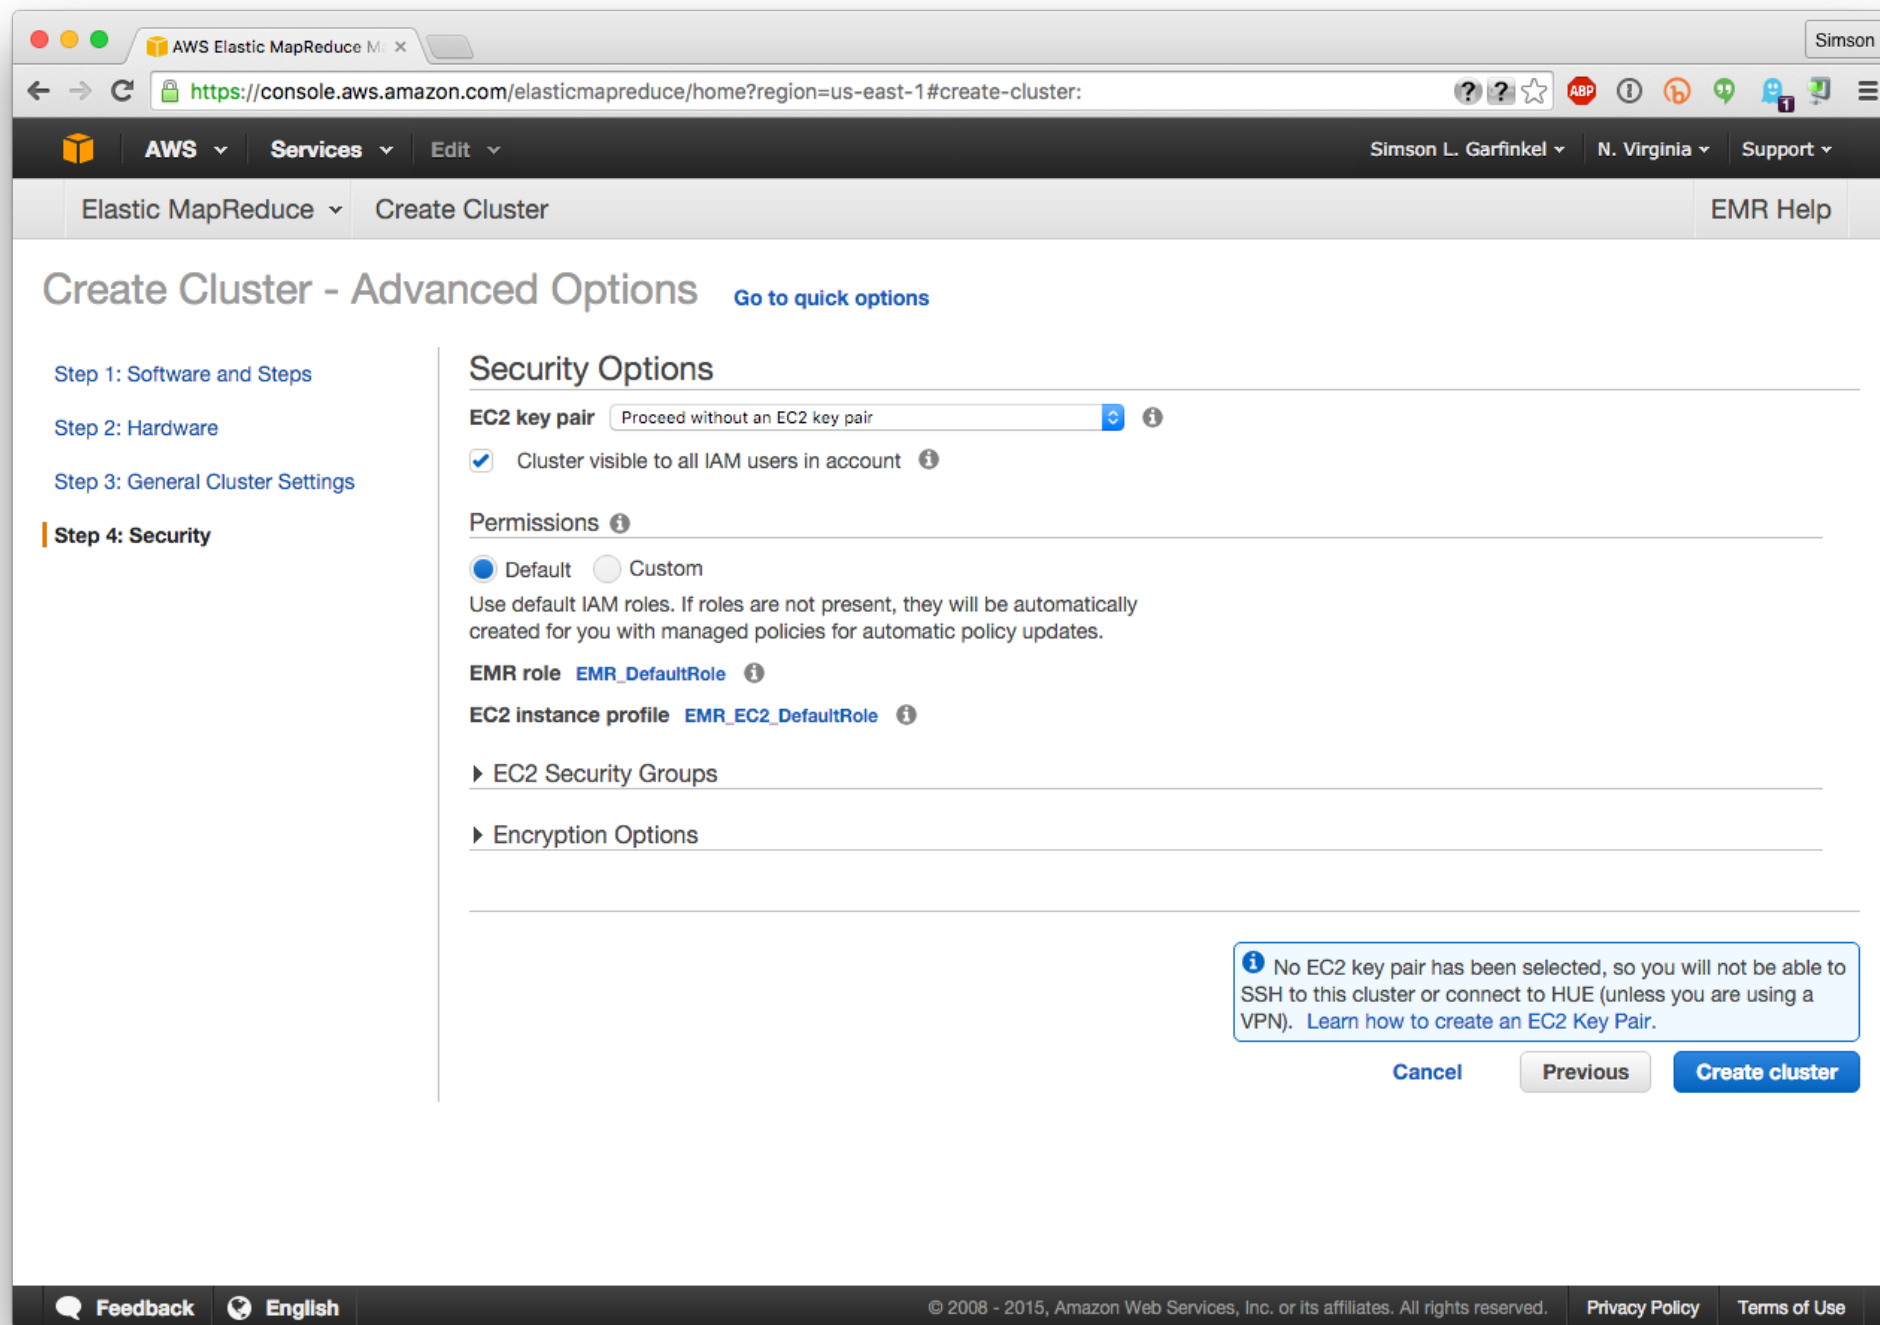 AWS Elastic MapReduce Ma
Simson
https://console.aws.amazon.com/elasticmapreduce/home?region=us-east-1#create-cluster:
ABP
1
AWS Services Edit Simson L. Garfinkel N. Virginia Support
Elastic MapReduce Create Cluster EMR Help
Create Cluster - Advanced Options Go to quick options
Step 1: Software and Steps
Step 2: Hardware
Step 3: General Cluster Settings
Step 4: Security
Security Options
EC2 key pair Proceed without an EC2 key pair
Cluster visible to all IAM users in account
Permissions
Default Custom
Use default IAM roles. If roles are not present, they will be automatically
created for you with managed policies for automatic policy updates.
EMR role EMR_DefaultRole
EC2 instance profile EMR_EC2_DefaultRole
EC2 Security Groups
Encryption Options
No EC2 key pair has been selected, so you will not be able to
SSH to this cluster or connect to HUE (unless you are using a
VPN). Learn how to create an EC2 Key Pair.
Cancel Previous Create cluster
Feedback English © 2008 - 2015, Amazon Web Services, Inc. or its affiliates. All rights reserved. Privacy Policy Terms of Use